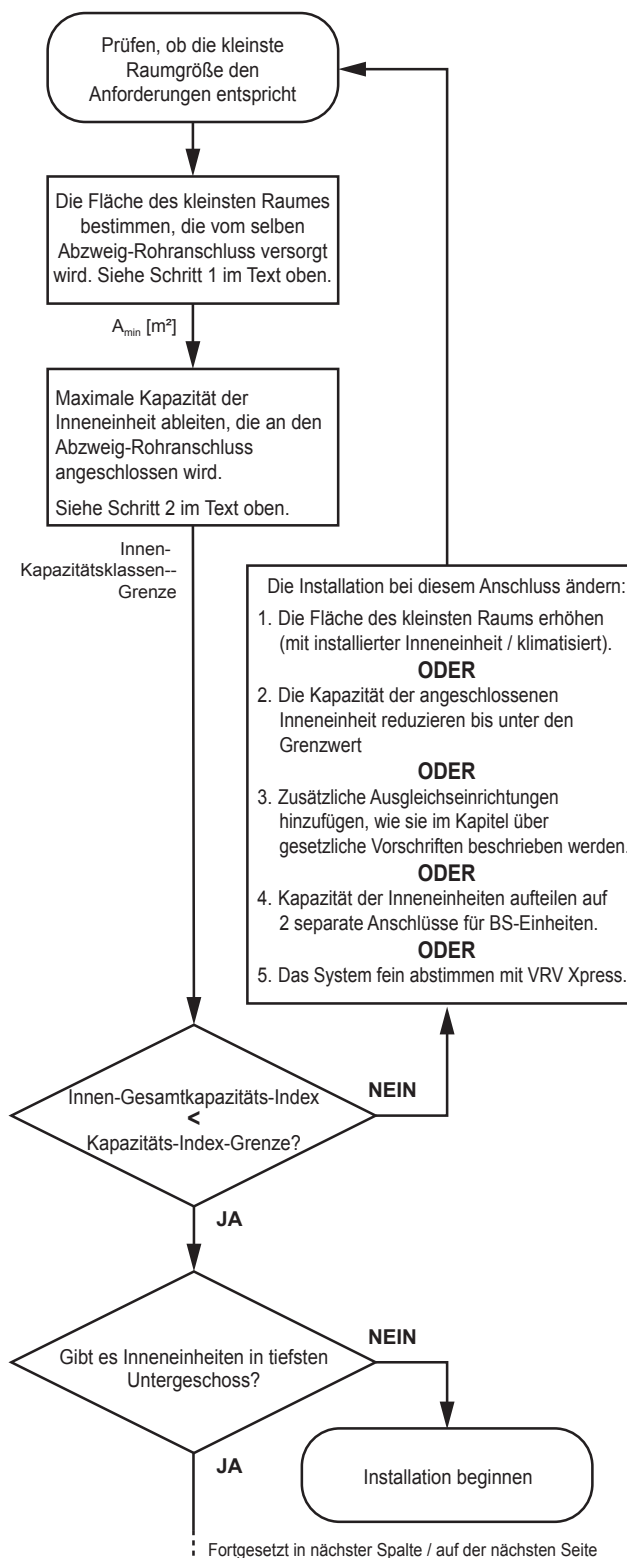 Prüfen, ob die kleinste
Raumgröße den
Anforderungen entspricht
Die Fläche des kleinsten Raumes
bestimmen, die vom selben
Abzweig-Rohranschluss versorgt
wird. Siehe Schritt 1 im Text oben.
Amin [m²]
Maximale Kapazität der
Inneneinheit ableiten, die an den
Abzweig-Rohranschluss
angeschlossen wird.
Siehe Schritt 2 im Text oben.
Innen-
Kapazitätsklassen--
Grenze
Die Installation bei diesem Anschluss ändern:
1. Die Fläche des kleinsten Raums erhöhen
(mit installierter Inneneinheit / klimatisiert).
ODER
2. Die Kapazität der angeschlossenen
Inneneinheit reduzieren bis unter den
Grenzwert
ODER
3. Zusätzliche Ausgleichseinrichtungen
hinzufügen, wie sie im Kapitel über
gesetzliche Vorschriften beschrieben werden.
ODER
4. Kapazität der Inneneinheiten aufteilen auf
2 separate Anschlüsse für BS-Einheiten.
ODER
5. Das System fein abstimmen mit VRV Xpress.
Innen-Gesamtkapazitäts-Index
<
Kapazitäts-Index-Grenze?
NEIN
JA
Gibt es Inneneinheiten in tiefsten
Untergeschoss?
NEIN
JA
Installation beginnen
Fortgesetzt in nächster Spalte / auf der nächsten Seite